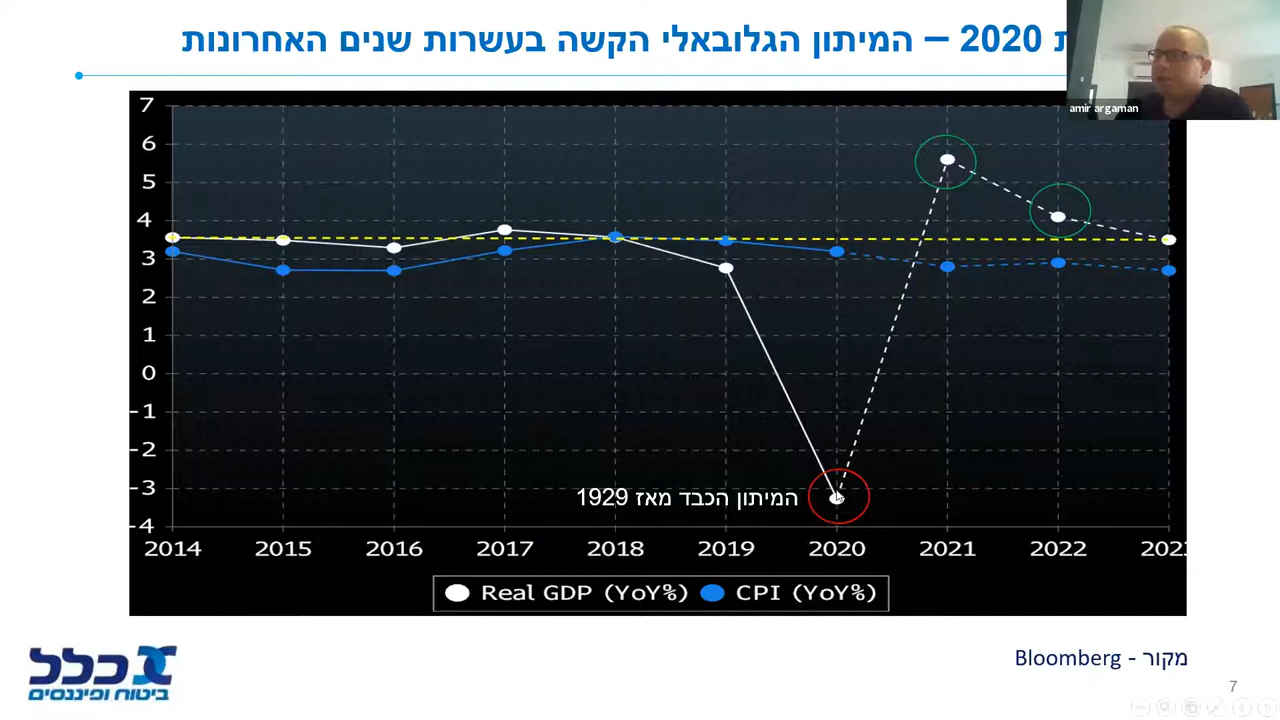 2020 – המיתון הגלובאלי הקשה בעשרות שנים האחרונות
amir argaman
7
6
5
4
3
2
1
0
-1
-2
-3
-4
המיתון הכבד מאז 1929
2014 2015 2016 2017 2018 2019 2020 2021 2022
Real GDP (YoY%) CPI (YoY%)
מקור - Bloomberg
כלל
ביטוח ופיננסים
7